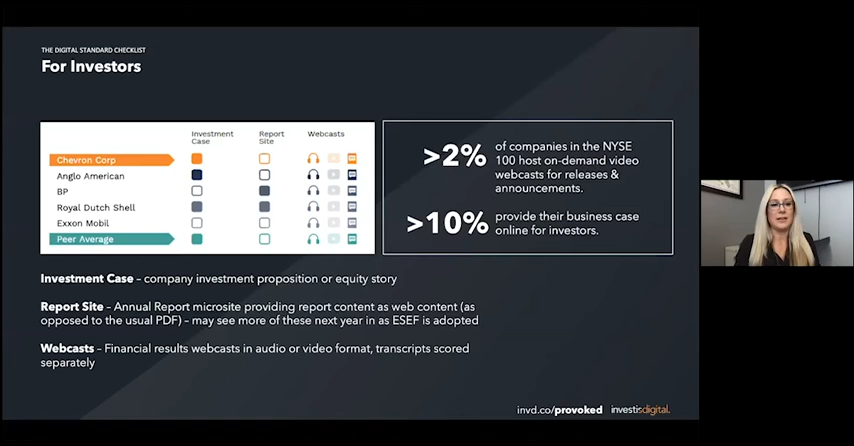 THE DIGITAL STANDARD CHECKLIST
For Investors
Investment
Case
Report
Site
Webcasts
Chevron Corp
Anglo American
BP
Royal Dutch Shell
Exxon Mobil
Peer Average
>2%
of companies in the NYSE
100 host on-demand video
webcasts for releases &
announcements.
>10%
provide their business case
online for investors.
Investment Case – company investment proposition or equity story
Report Site – Annual Report microsite providing report content as web content (as
opposed to the usual PDF) – may see more of these next year in as ESEF is adopted
Webcasts – Financial results webcasts in audio or video format, transcripts scored
separately
invd.co/provoked
investisdigital.